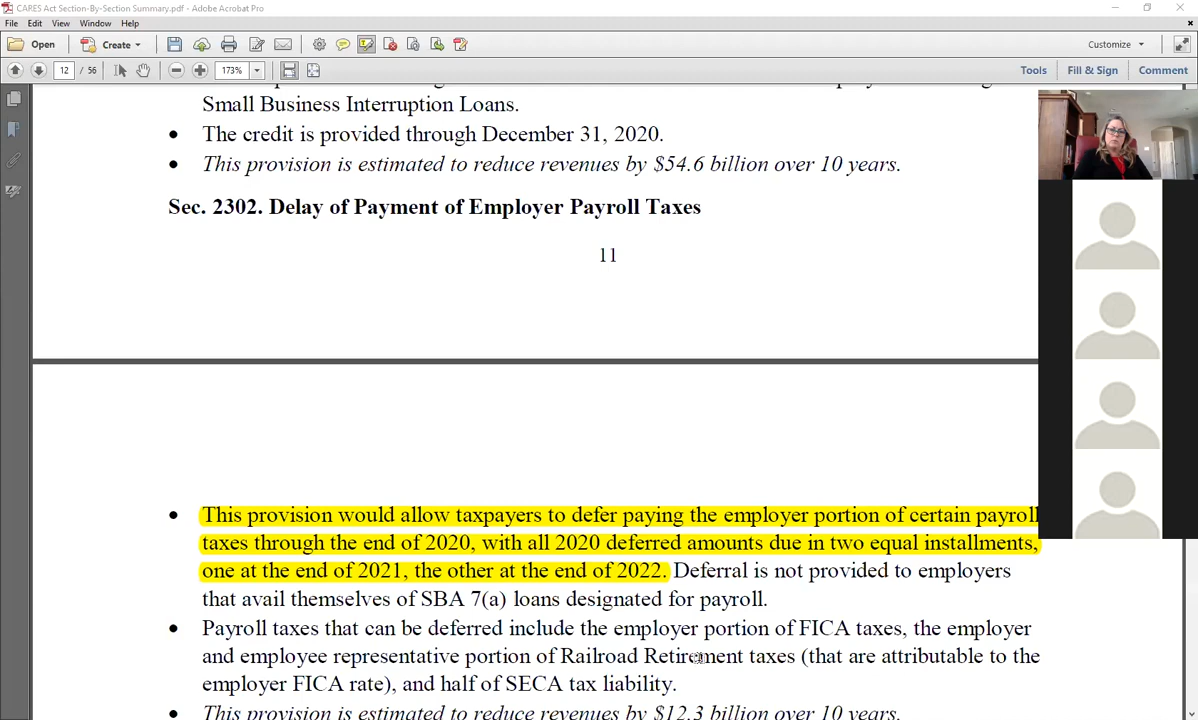 CARES Act Section-By-Section Summary.pdf - Adobe Acrobat Pro
File Edit View Window Help
Open Create Customize
12 / 56 173% Tools Fill & Sign Comment
Small Business Interruption Loans.
• The credit is provided through December 31, 2020.
• This provision is estimated to reduce revenues by $54.6 billion over 10 years.
Sec. 2302. Delay of Payment of Employer Payroll Taxes
11
• This provision would allow taxpayers to defer paying the employer portion of certain payroll
taxes through the end of 2020, with all 2020 deferred amounts due in two equal installments,
one at the end of 2021, the other at the end of 2022. Deferral is not provided to employers
that avail themselves of SBA 7(a) loans designated for payroll.
• Payroll taxes that can be deferred include the employer portion of FICA taxes, the employer
and employee representative portion of Railroad Retirement taxes (that are attributable to the
employer FICA rate), and half of SECA tax liability.
• This provision is estimated to reduce revenues by $12.3 billion over 10 years.